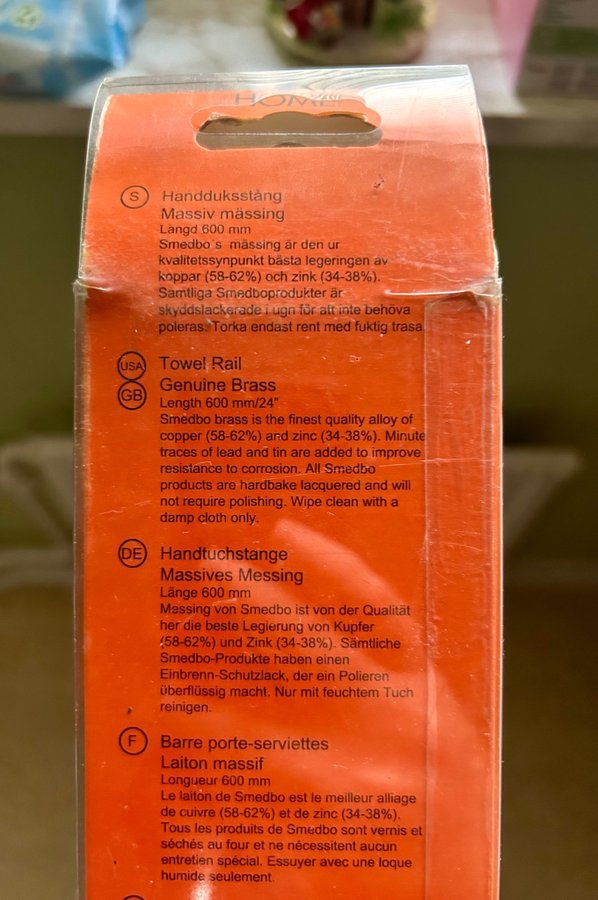 HOME
S Handduksstång
Massiv mässing
Längd 600 mm
Smedbo´s mässing är den ur
kvalitetssynpunkt bästa legeringen av
koppar (58-62%) och zink (34-38%).
Samtliga Smedboprodukter är
skyddslackerade i ugn för att inte behöva
poleras. Torka endast rent med fuktig trasa
USA Towel Rail
GB Genuine Brass
Length 600 mm/24"
Smedbo brass is the finest quality alloy of
copper (58-62%) and zinc (34-38%). Minute
traces of lead and tin are added to improve
resistance to corrosion. All Smedbo
products are hardbake lacquered and will
not require polishing. Wipe clean with a
damp cloth only.
DE Handtuchstange
Massives Messing
Länge 600 mm
Messing von Smedbo ist von der Qualität
her die beste Legierung von Kupfer
(58-62%) und Zink (34-38%). Sämtliche
Smedbo-Produkte haben einen
Einbrenn-Schutzlack, der ein Polieren
überflüssig macht. Nur mit feuchtem Tuch
reinigen.
F Barre porte-serviettes
Laiton massif
Longueur 600 mm
Le laiton de Smedbo est le meilleur alliage
de cuivre (58-62%) et de zinc (34-38%).
Tous les produits de Smedbo sont vernis et
séchés au four et ne nécessitent aucun
entretien spécial. Essuyer avec une loque
humide seulement.